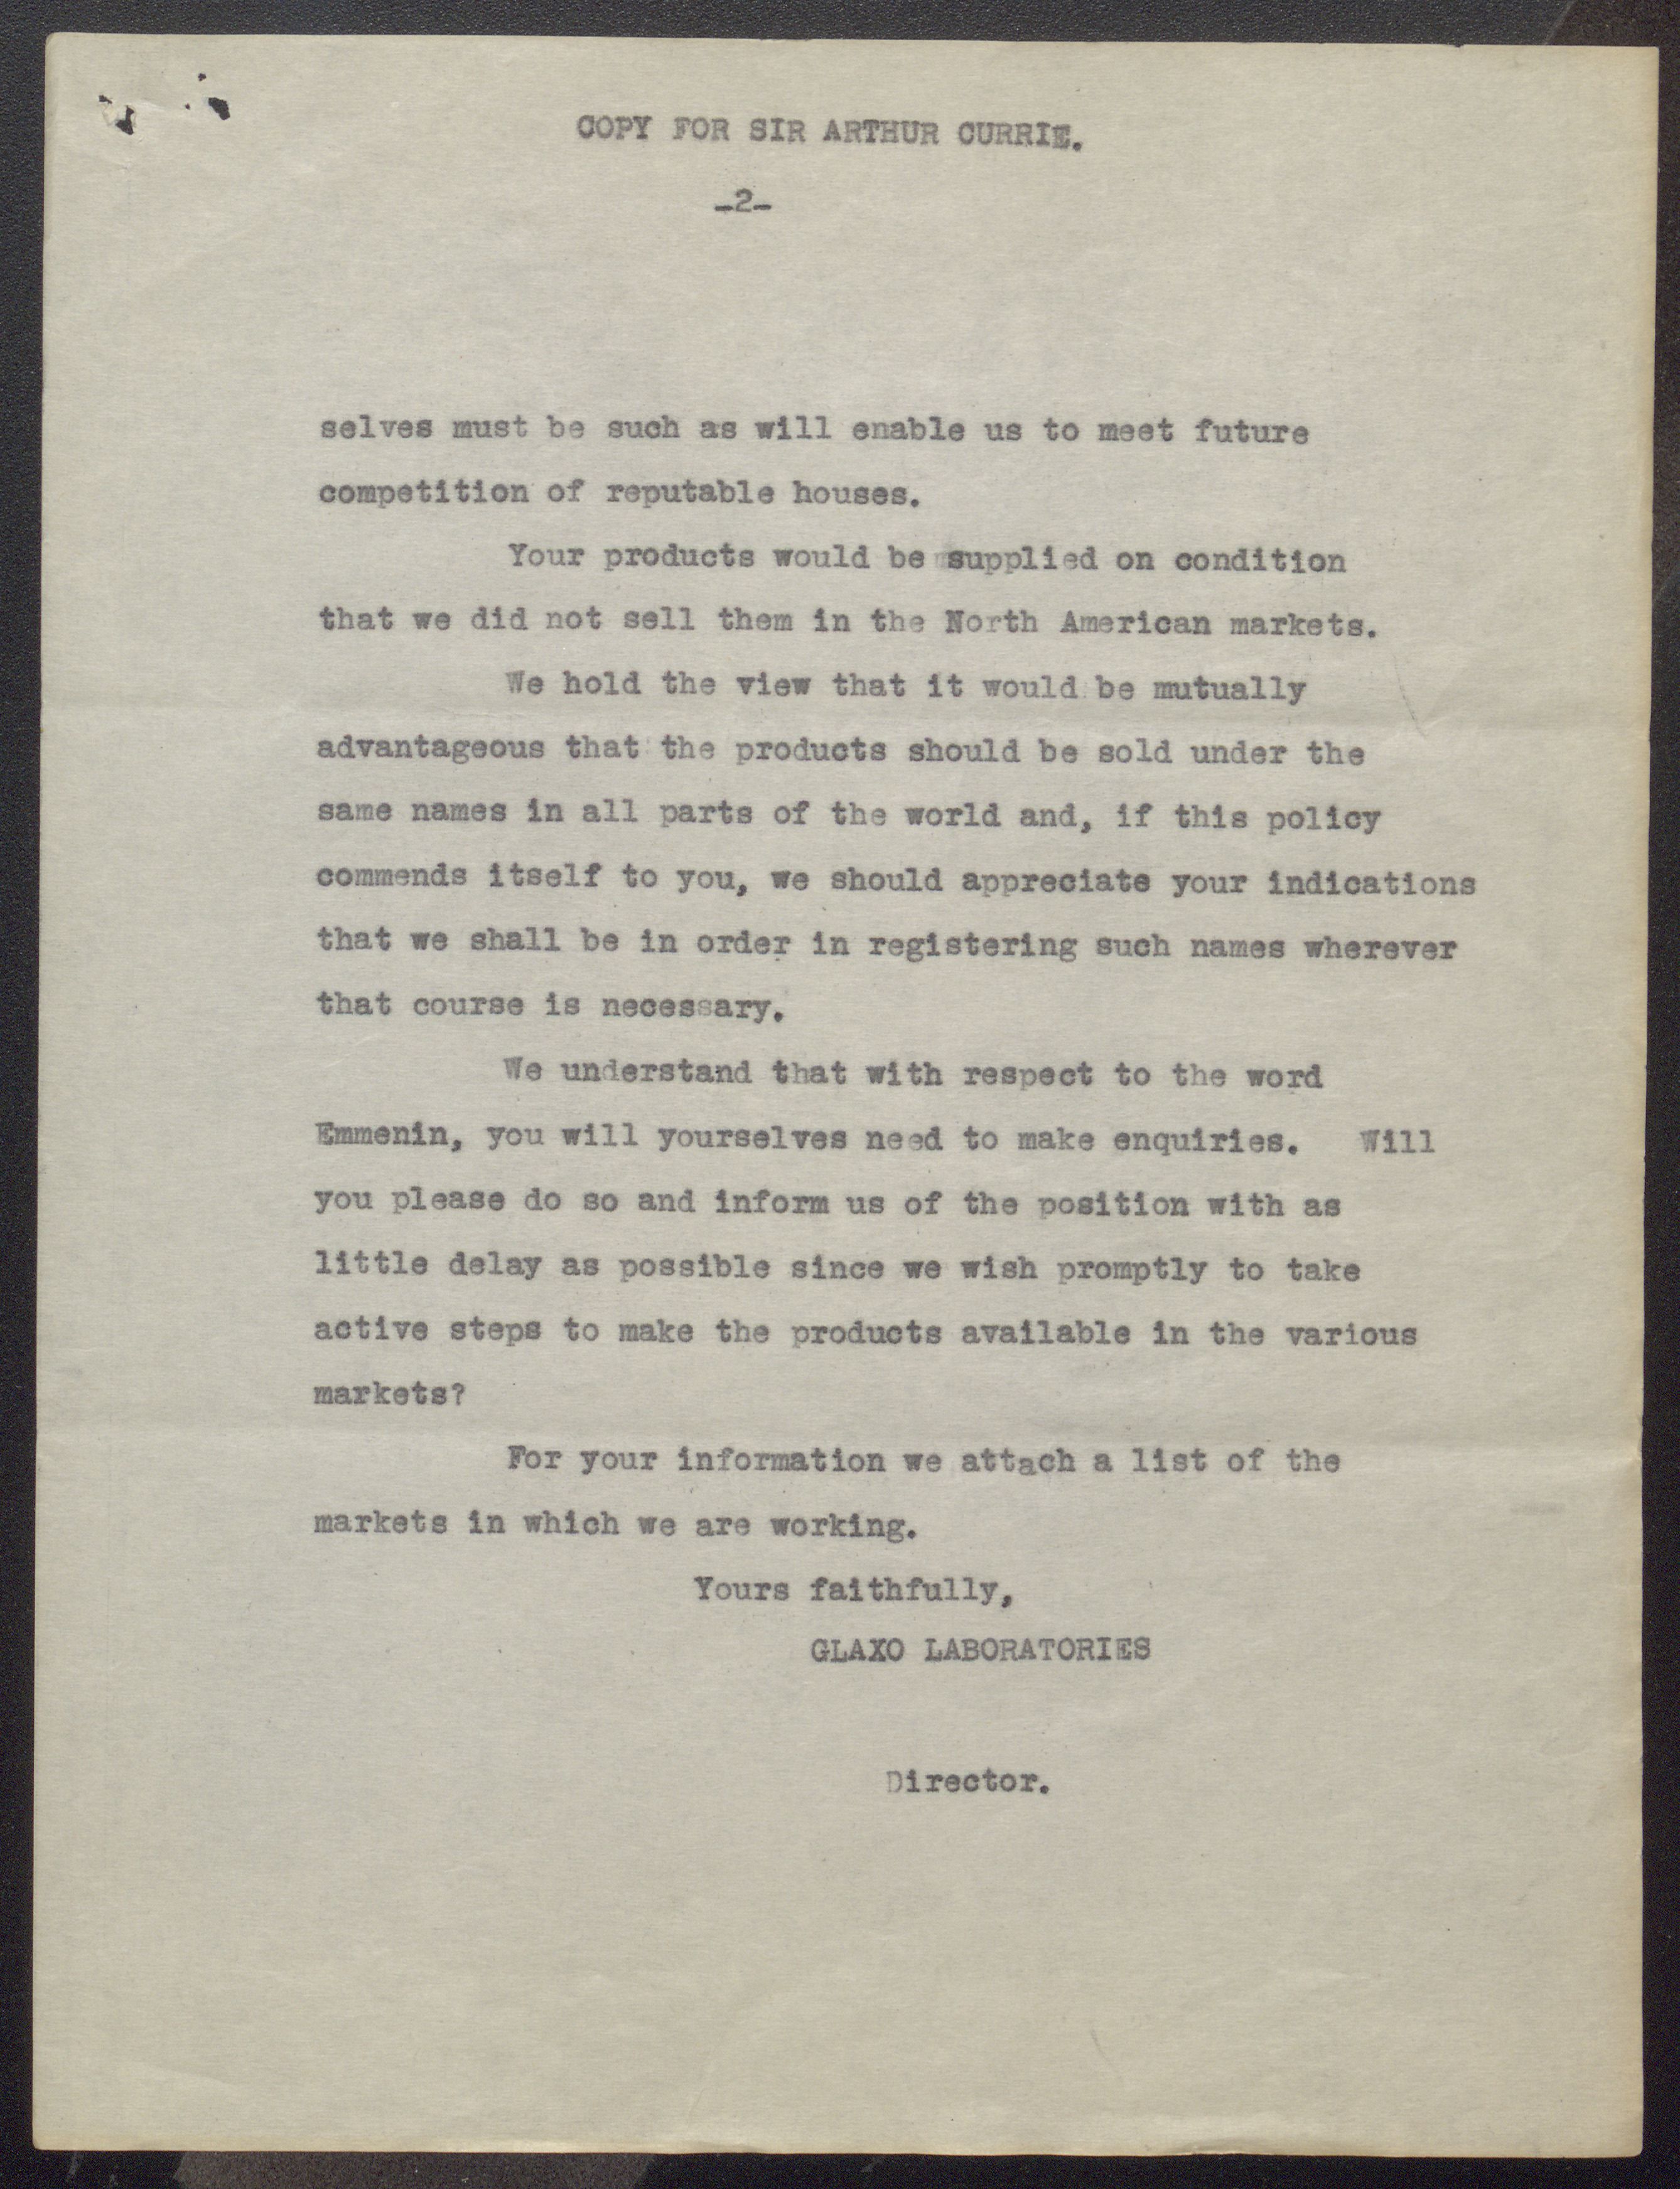 COPY FOR SIR ARTHUR CURRIE.
-2-
selves must be such as will enable us to meet future
competition of reputable houses.
Your products would be supplied on condition
that we did not sell them in the North American markets.
We hold the view that it would be mutually
advantageous that the products should be sold under the
same names in all parts of the world and, if this policy
commends itself to you, we should appreciate your indications
that we shall be in order in registering such names wherever
that course is necessary.
We understand that with respect to the word
Emmenin, you will yourselves need to make enquiries. Will
you please do so and inform us of the position with as
little delay as possible since we wish promptly to take
active steps to make the products available in the various
markets?
For your information we attach a list of the
markets in which we are working.
Yours faithfully,
GLAXO LABORATORIES
Director.